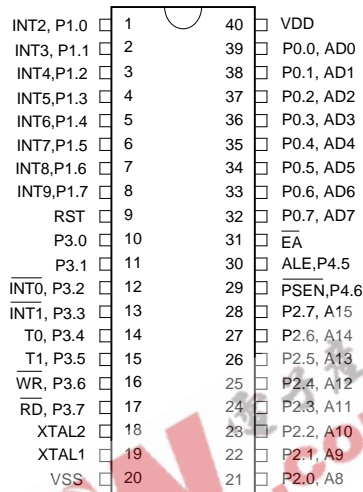 INT2, P1.0 1 40 VDD
INT3, P1.1 2 39 P0.0, AD0
INT4,P1.2 3 38 P0.1, AD1
INT5,P1.3 4 37 P0.2, AD2
INT6,P1.4 5 36 P0.3, AD3
INT7,P1.5 6 35 P0.4, AD4
INT8,P1.6 7 34 P0.5, AD5
INT9,P1.7 8 33 P0.6, AD6
RST 9 32 P0.7, AD7
P3.0 10 31 EA
P3.1 11 30 ALE,P4.5
INT0, P3.2 12 29 PSEN,P4.6
INT1, P3.3 13 28 P2.7, A15
T0, P3.4 14 27 P2.6, A14
T1, P3.5 15 26 P2.5, A13
WR, P3.6 16 25 P2.4, A12
RD, P3.7 17 24 P2.3, A11
XTAL2 18 23 P2.2, A10
XTAL1 19 22 P2.1, A9
VSS 20 21 P2.0, A8